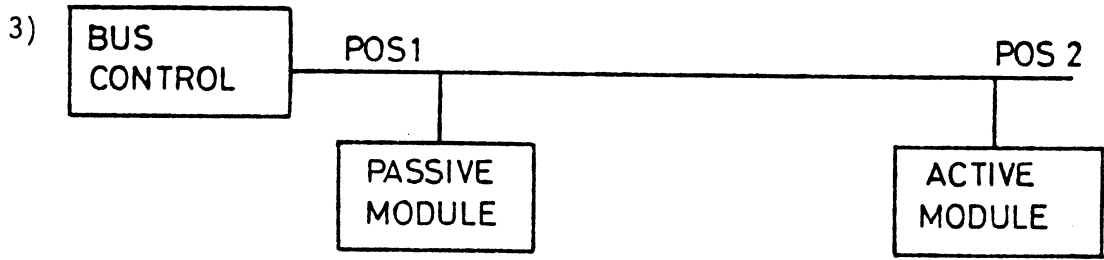 3)
BUS
CONTROL
POS1
POS 2
PASSIVE
MODULE
ACTIVE
MODULE